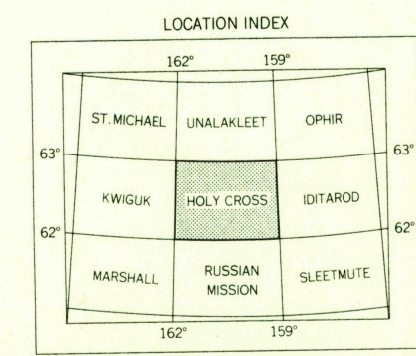 LOCATION INDEX
162° 159°
ST. MICHAEL UNALAKLEET OPHIR
63° 63°
KWIGUK HOLY CROSS IDITAROD
62° 62°
MARSHALL RUSSIAN MISSION SLEETMUTE
162° 159°